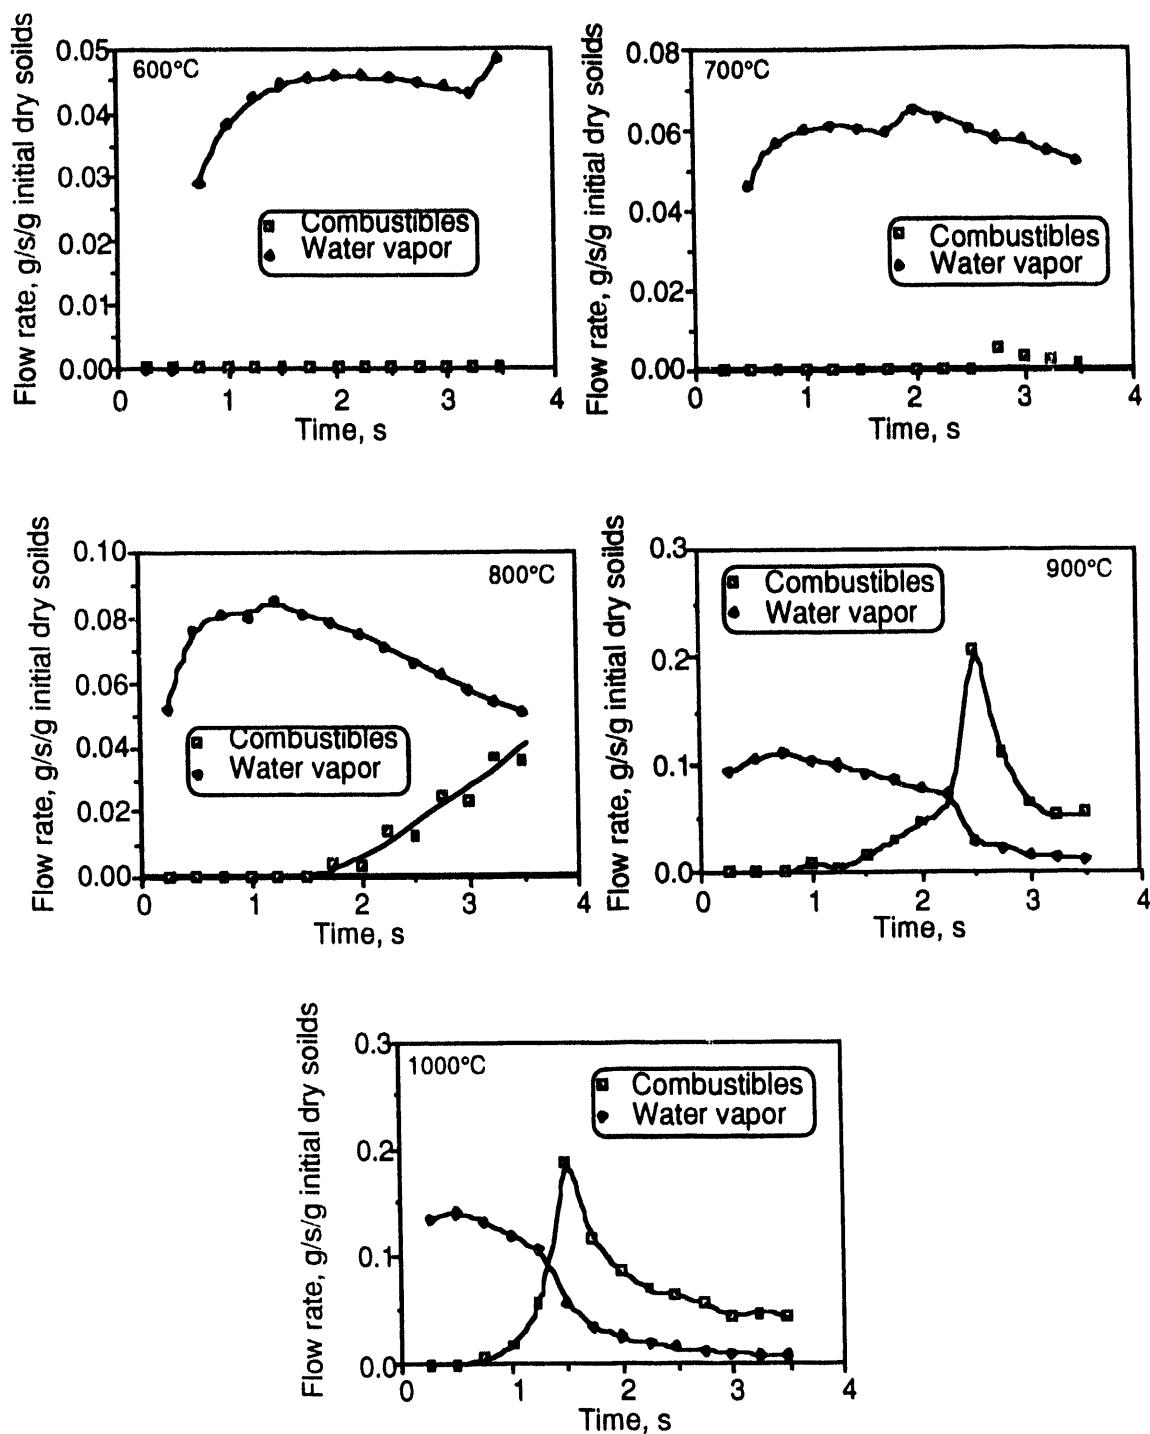 Flow rate, g/s/g initial dry soilds
0.05
0.04
0.03
0.02
0.01
0.00
600°C
Combustibles
Water vapor
0 1 2 3 4
Time, s
Flow rate, g/s/g initial dry soilds
0.08
0.06
0.04
0.02
0.00
700°C
Combustibles
Water vapor
0 1 2 3 4
Time, s
Flow rate, g/s/g initial dry soilds
0.10
0.08
0.06
0.04
0.02
0.00
800°C
Combustibles
Water vapor
0 1 2 3 4
Time, s
Flow rate, g/s/g initial dry soilds
0.3
0.2
0.1
0.0
900°C
Combustibles
Water vapor
0 1 2 3 4
Time, s
Flow rate, g/s/g initial dry soilds
0.3
0.2
0.1
0.0
1000°C
Combustibles
Water vapor
0 1 2 3 4
Time, s